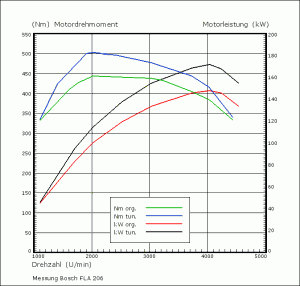 (Nm) Motordrehmoment Motorleistung (kW)
550 200
500 180
450 160
400 140
350 120
300 100
250 80
200 60
150 40
100 20
50
0 0
1000 2000 3000 4000 5000
Nm org.
Nm tun.
kW org.
kW tun.
Drehzahl (U/min)
Messung Bosch FLA 206